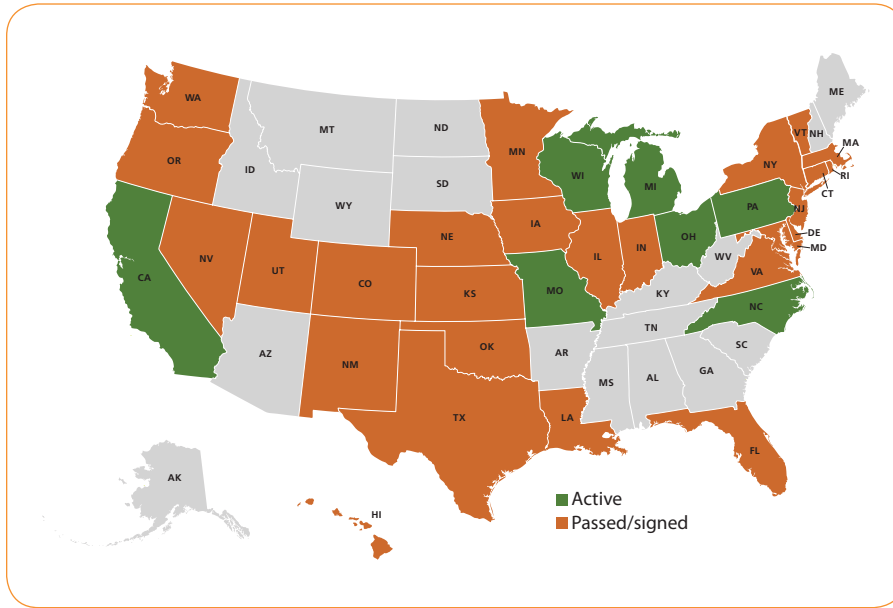 ME
WA
VT
NH
MT
ND
MN
MA
OR
NY
RI
ID
WI
MI
CT
SD
WY
PA
NJ
IA
NE
OH
DE
MD
IL
IN
WV
NV
UT
VA
CO
CA
KS
MO
KY
NC
TN
OK
SC
AZ
AR
NM
GA
MS
AL
TX
LA
FL
AK
HI
Active
Passed/signed